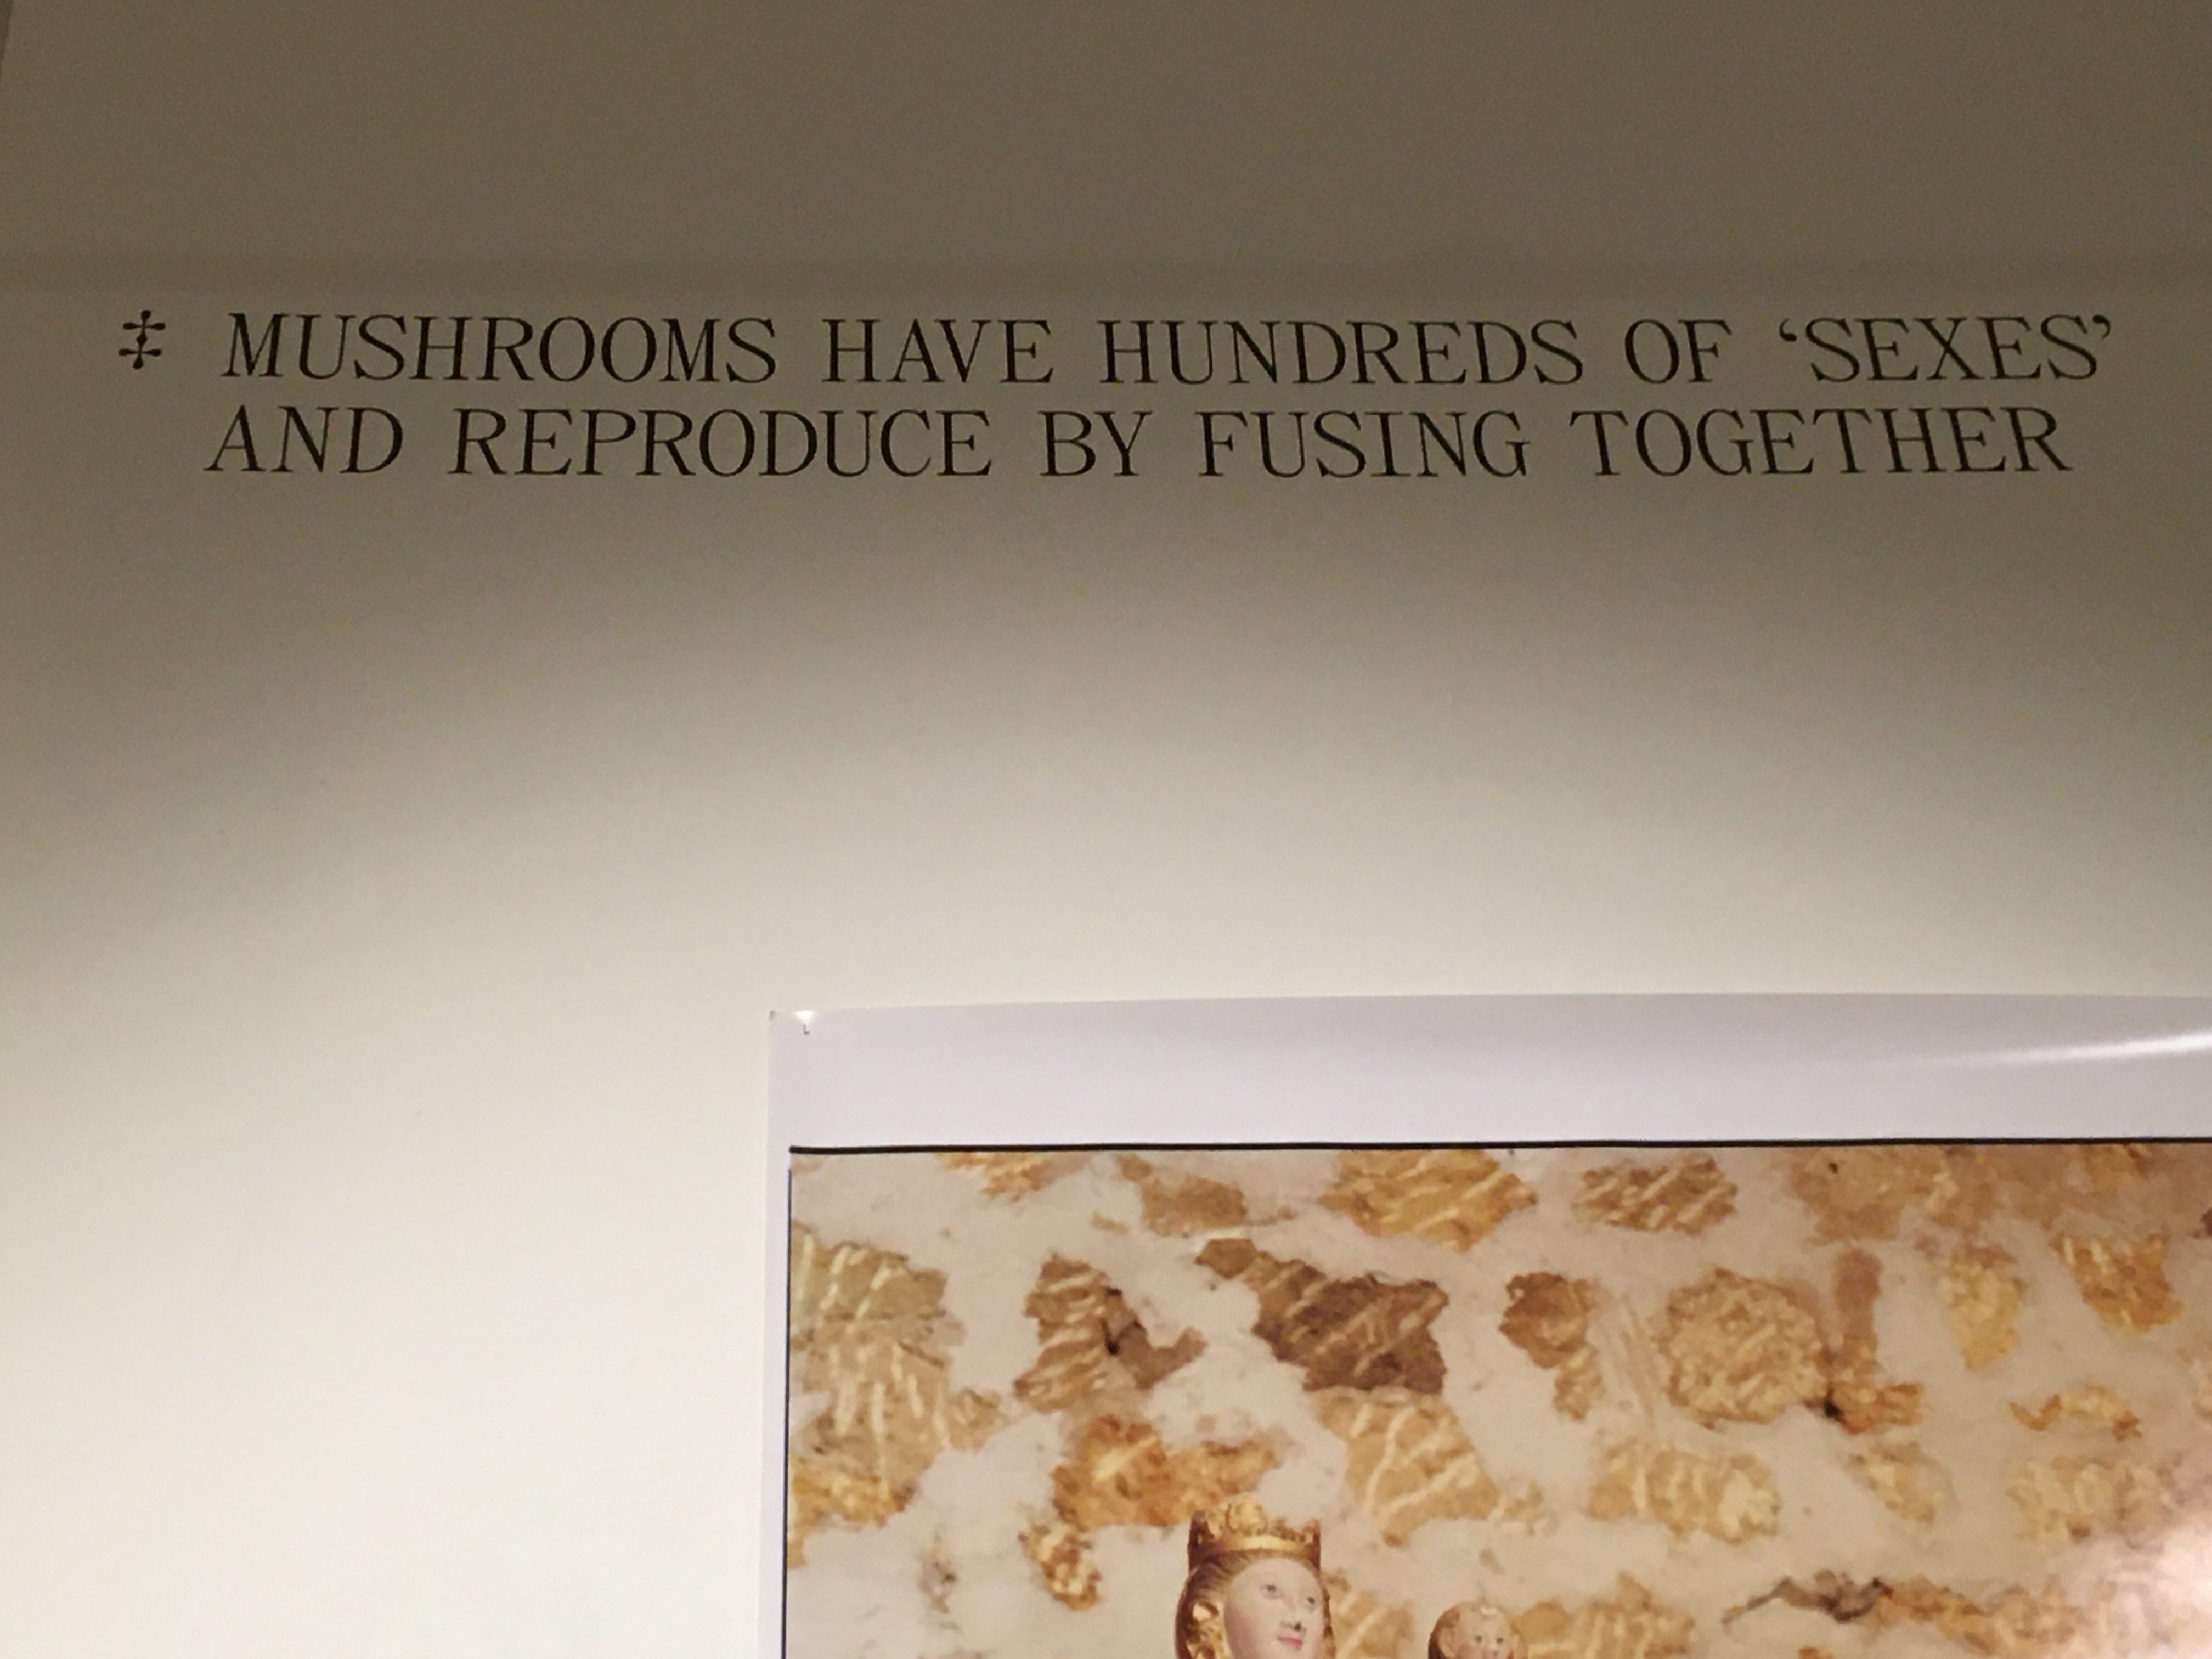 ‡ MUSHROOMS HAVE HUNDREDS OF ‘SEXES’
AND REPRODUCE BY FUSING TOGETHER